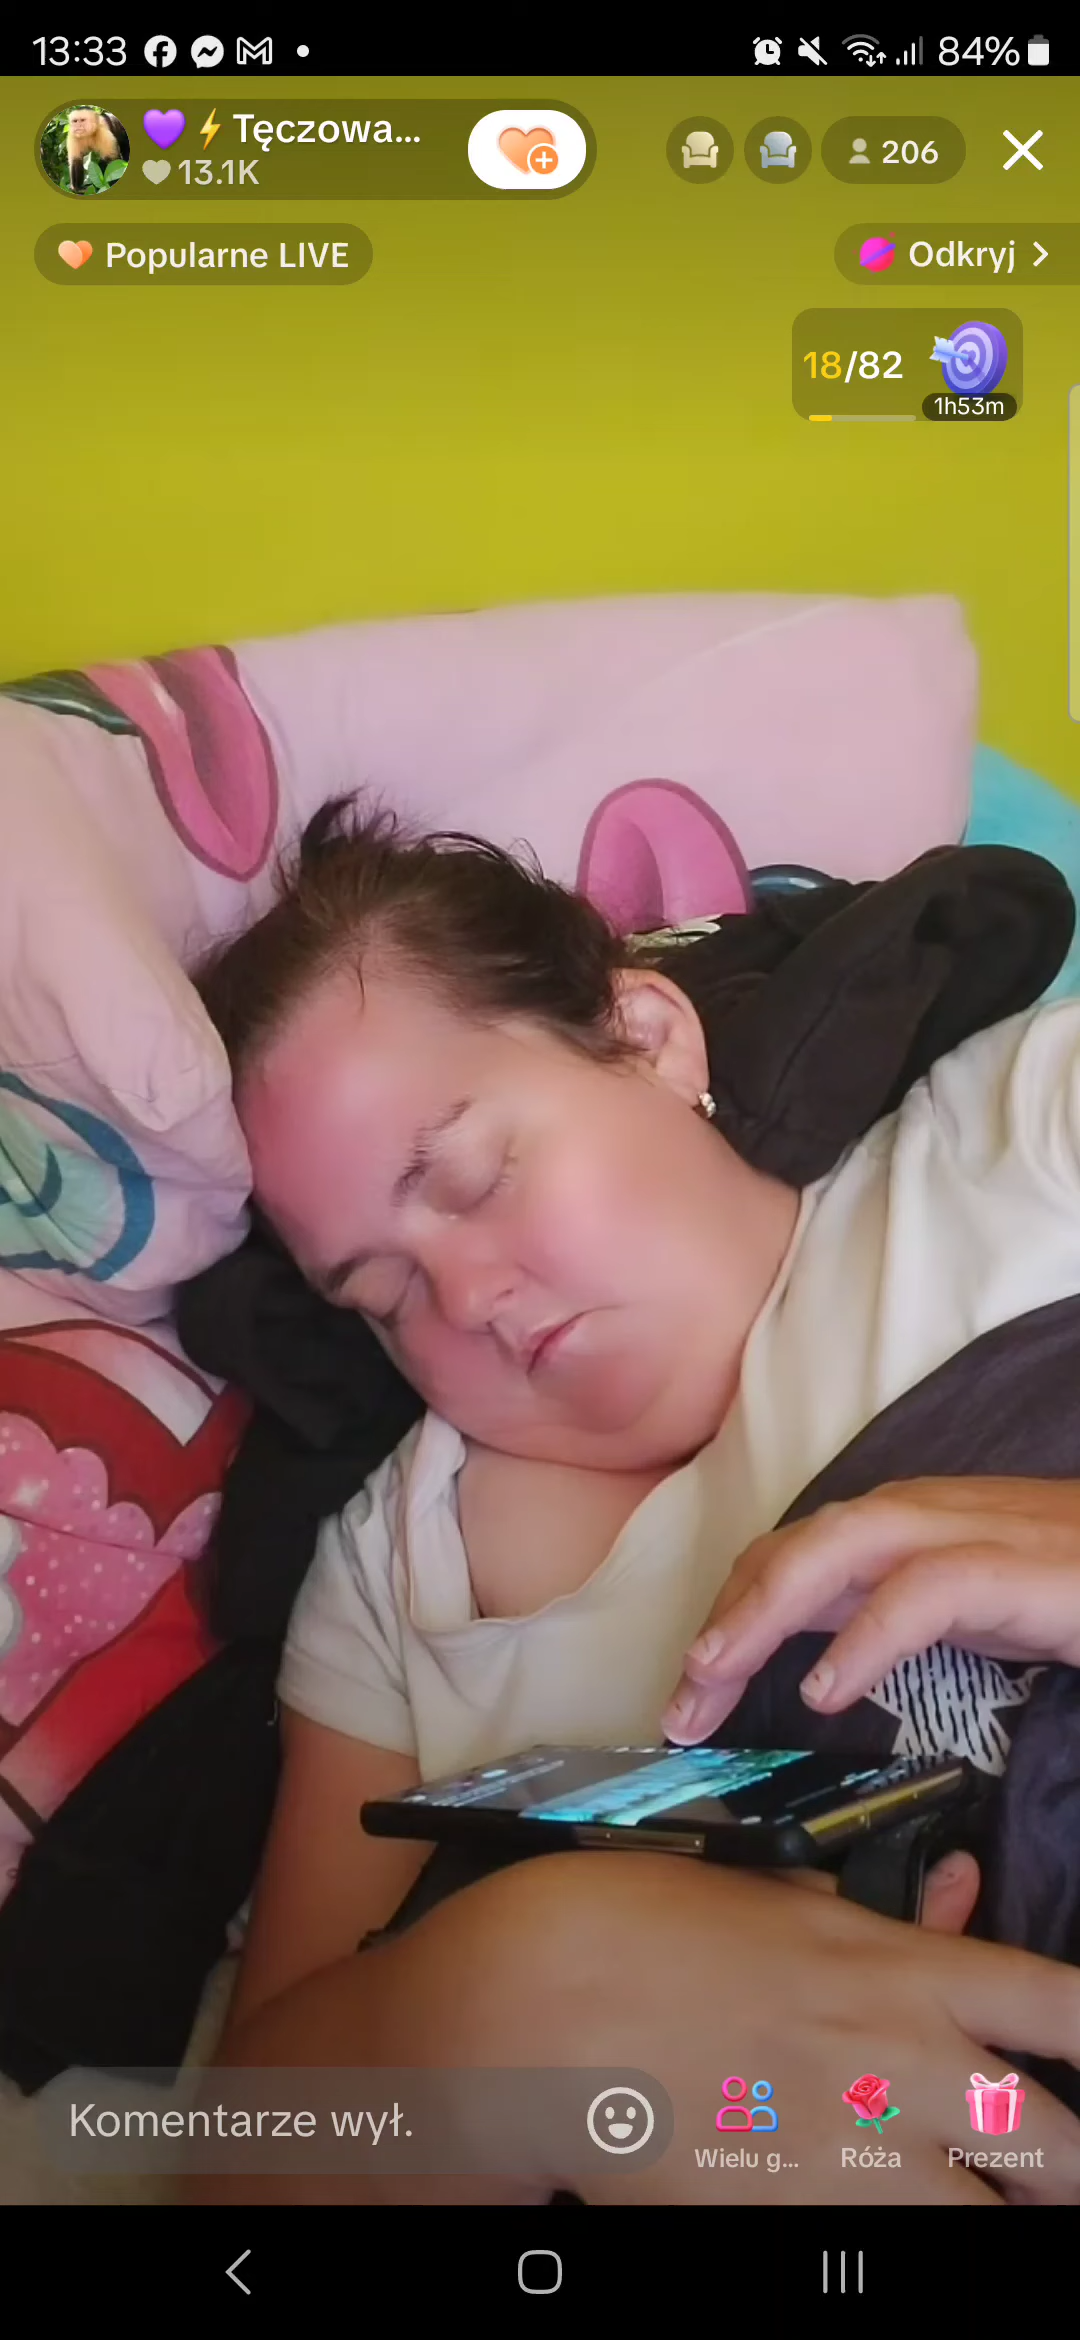 13:33 84%
Tęczowa...
13.1K
206
Popularne LIVE
Odkryj
18/82
1h53m
Komentarze wył.
Wielu g...
Róża
Prezent